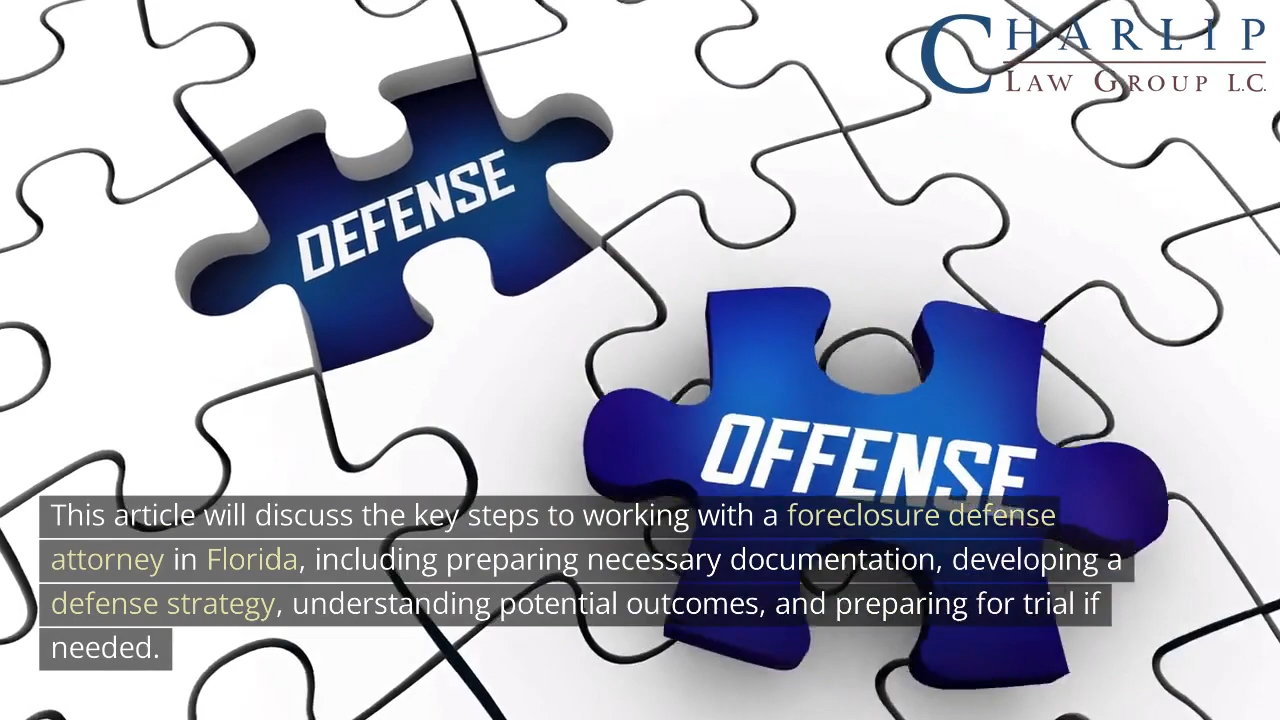 CHARLIP
LAW GROUP L.C.
DEFENSE
OFFENSE
This article will discuss the key steps to working with a foreclosure defense
attorney in Florida, including preparing necessary documentation, developing a
defense strategy, understanding potential outcomes, and preparing for trial if
needed.